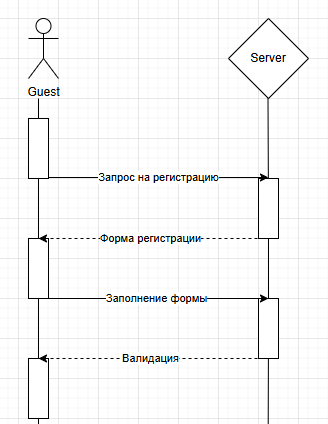 Guest
Server
Запрос на регистрацию
Форма регистрации
Заполнение формы
Валидация